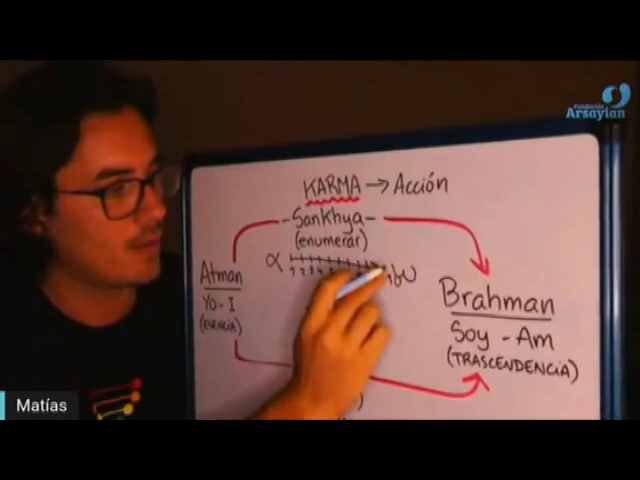 Fundación
Arsayian
KARMA → Acción
-Sankhya-
(enumerar)
α
Atman
Yo - I
(ESENCIA)
Brahman
Soy - Am
(TRASCENDENCIA)
Matías